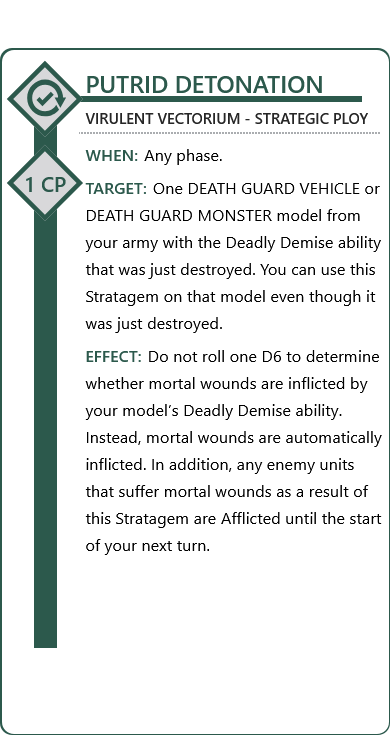 PUTRID DETONATION
VIRULENT VECTORIUM - STRATEGIC PLOY
WHEN: Any phase.
1 CP
TARGET: One DEATH GUARD VEHICLE or
DEATH GUARD MONSTER model from
your army with the Deadly Demise ability
that was just destroyed. You can use this
Stratagem on that model even though it
was just destroyed.
EFFECT: Do not roll one D6 to determine
whether mortal wounds are inflicted by
your model’s Deadly Demise ability.
Instead, mortal wounds are automatically
inflicted. In addition, any enemy units
that suffer mortal wounds as a result of
this Stratagem are Afflicted until the start
of your next turn.